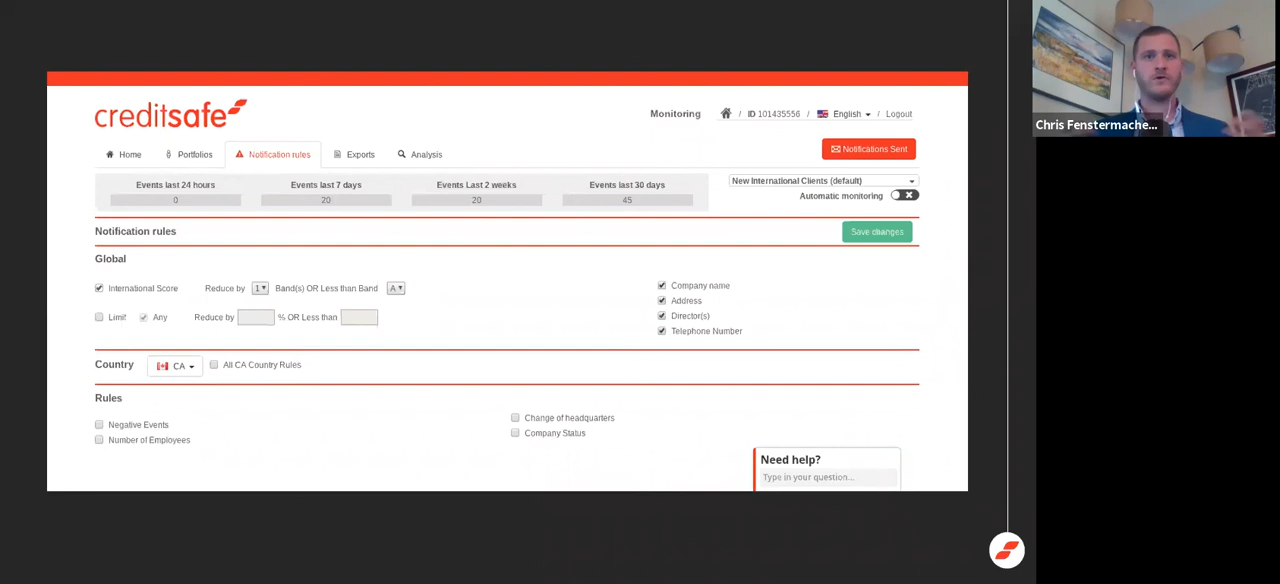 creditsafe
Monitoring / ID 101435556 / English / Logout
Home Portfolios Notification rules Exports Analysis
Notifications Sent
Events last 24 hours Events last 7 days Events Last 2 weeks Events last 30 days
0 20 20 45
New International Clients (default)
Automatic monitoring
Notification rules
Save changes
Global
International Score Reduce by 1 Band(s) OR Less than Band A
Limit Any Reduce by % OR Less than
Company name
Address
Director(s)
Telephone Number
Country CA All CA Country Rules
Rules
Negative Events
Number of Employees
Change of headquarters
Company Status
Need help?
Type in your question...
Chris Fenstermache...